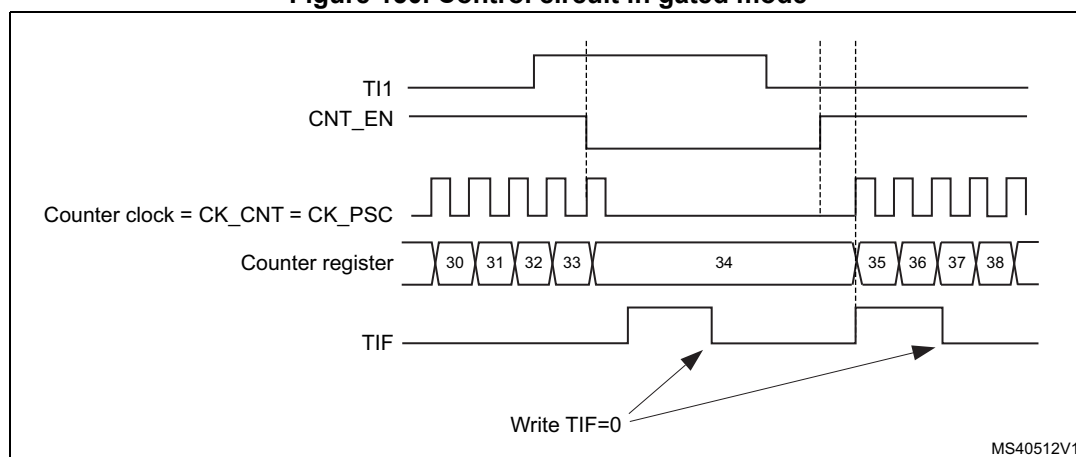 Figure Control circuit in gated mode
TI1
CNT_EN
Counter clock = CK_CNT = CK_PSC
Counter register 30 31 32 33 34 35 36 37 38
TIF
Write TIF=0
MS40512V1